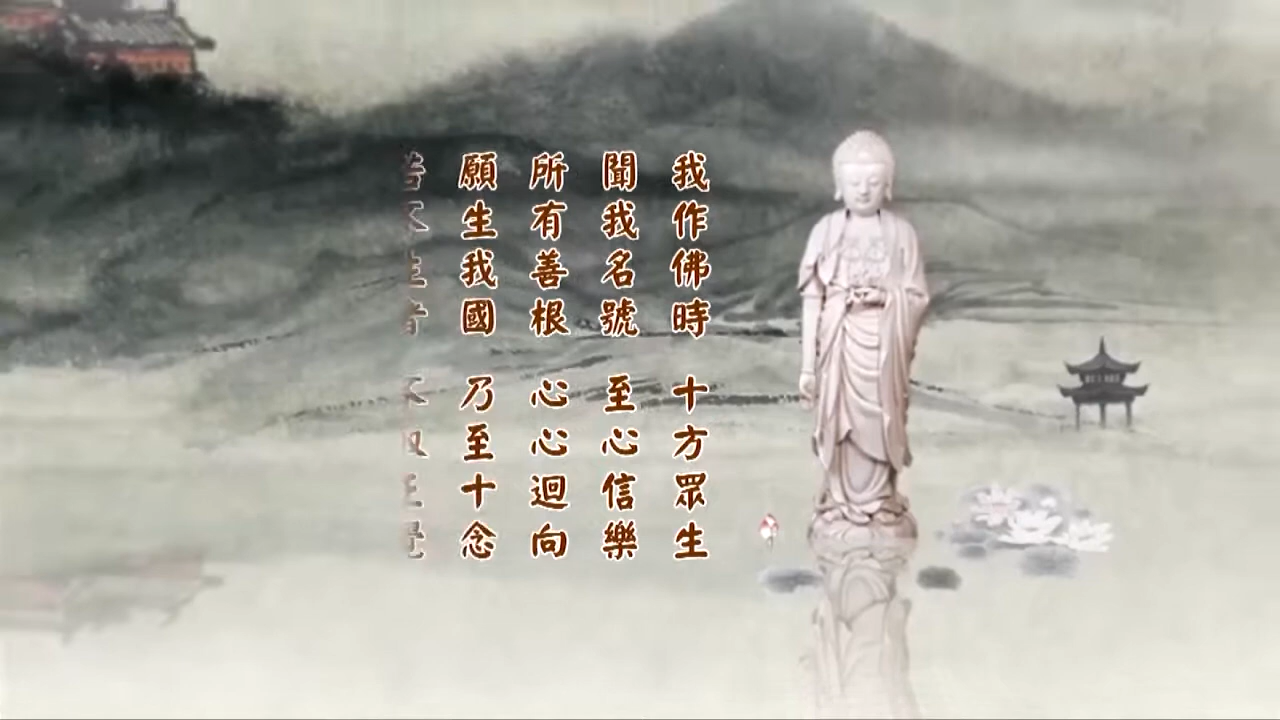 我作佛時 十方眾生
聞我名號 至心信樂
所有善根 心心迴向
願生我國 乃至十念